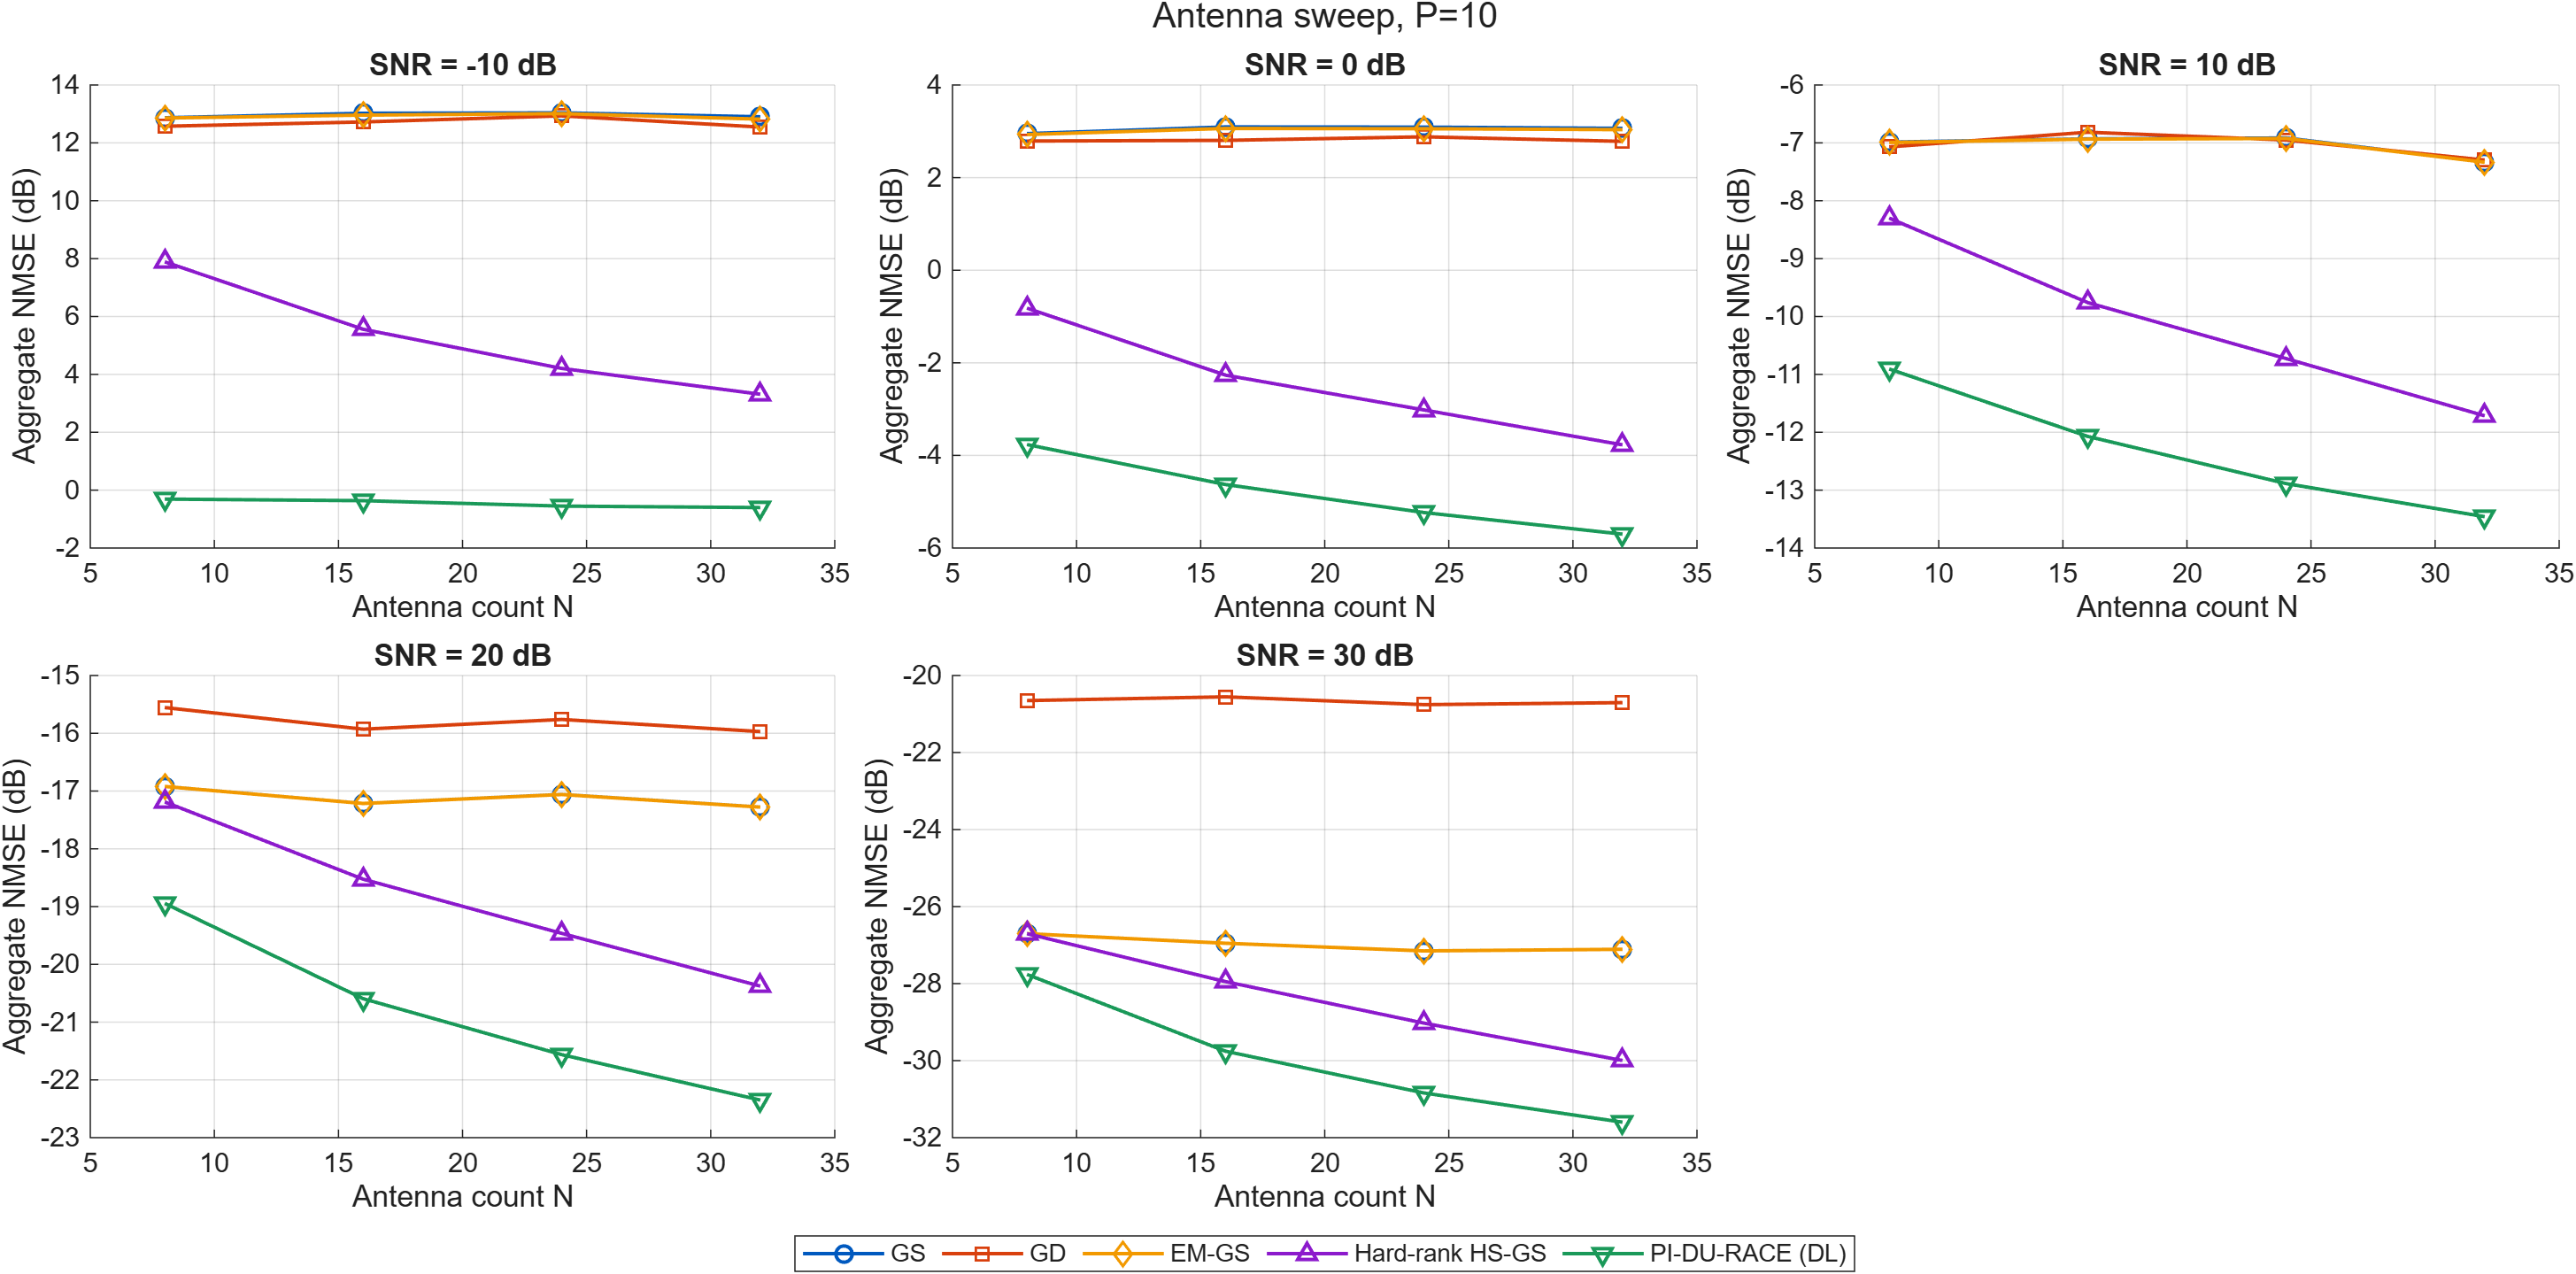 Antenna sweep, P=10
SNR = -10 dB
14
12
10
8
6
4
2
0
-2
5 10 15 20 25 30 35
Antenna count N
Aggregate NMSE (dB)
SNR = 0 dB
4
2
0
-2
-4
-6
5 10 15 20 25 30 35
Antenna count N
Aggregate NMSE (dB)
SNR = 10 dB
-6
-7
-8
-9
-10
-11
-12
-13
-14
5 10 15 20 25 30 35
Antenna count N
Aggregate NMSE (dB)
SNR = 20 dB
-15
-16
-17
-18
-19
-20
-21
-22
-23
5 10 15 20 25 30 35
Antenna count N
Aggregate NMSE (dB)
SNR = 30 dB
-20
-22
-24
-26
-28
-30
-32
5 10 15 20 25 30 35
Antenna count N
Aggregate NMSE (dB)
GS GD EM-GS Hard-rank HS-GS PI-DU-RACE (DL)